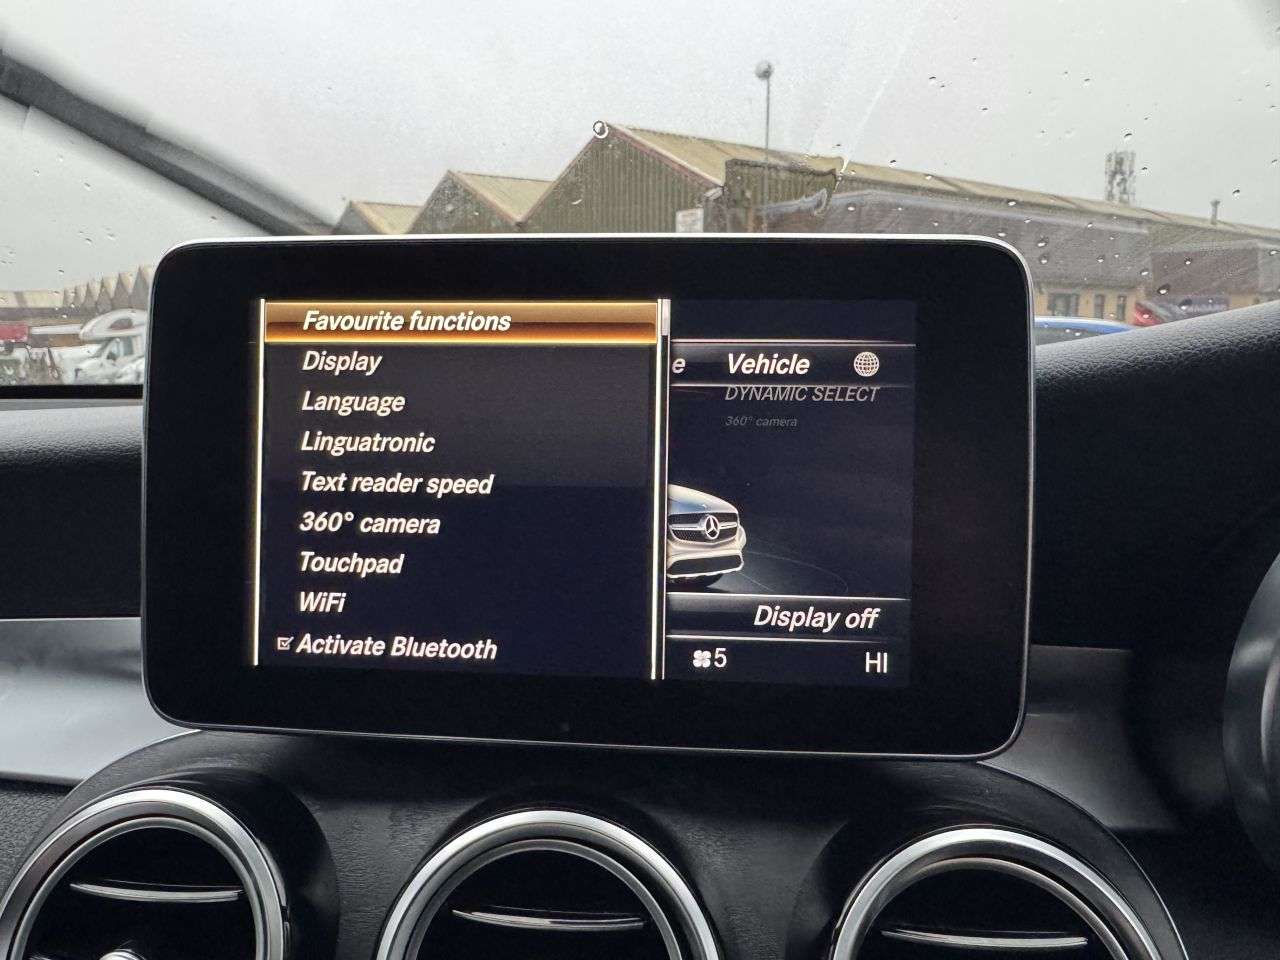 Favourite functions
Display
Language
Linguatronic
Text reader speed
360° camera
Touchpad
WiFi
Activate Bluetooth
e Vehicle
DYNAMIC SELECT
360° camera
Display off
5 HI